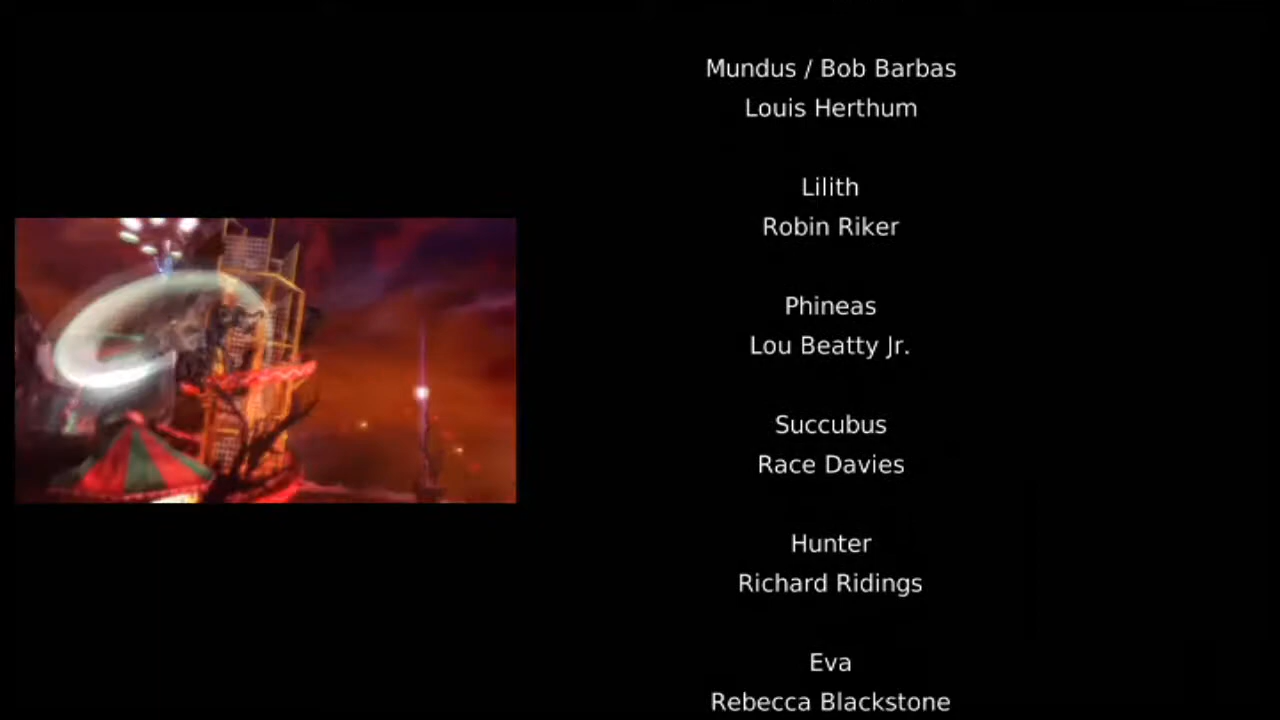 Mundus / Bob Barbas
Louis Herthum
Lilith
Robin Riker
Phineas
Lou Beatty Jr.
Succubus
Race Davies
Hunter
Richard Ridings
Eva
Rebecca Blackstone